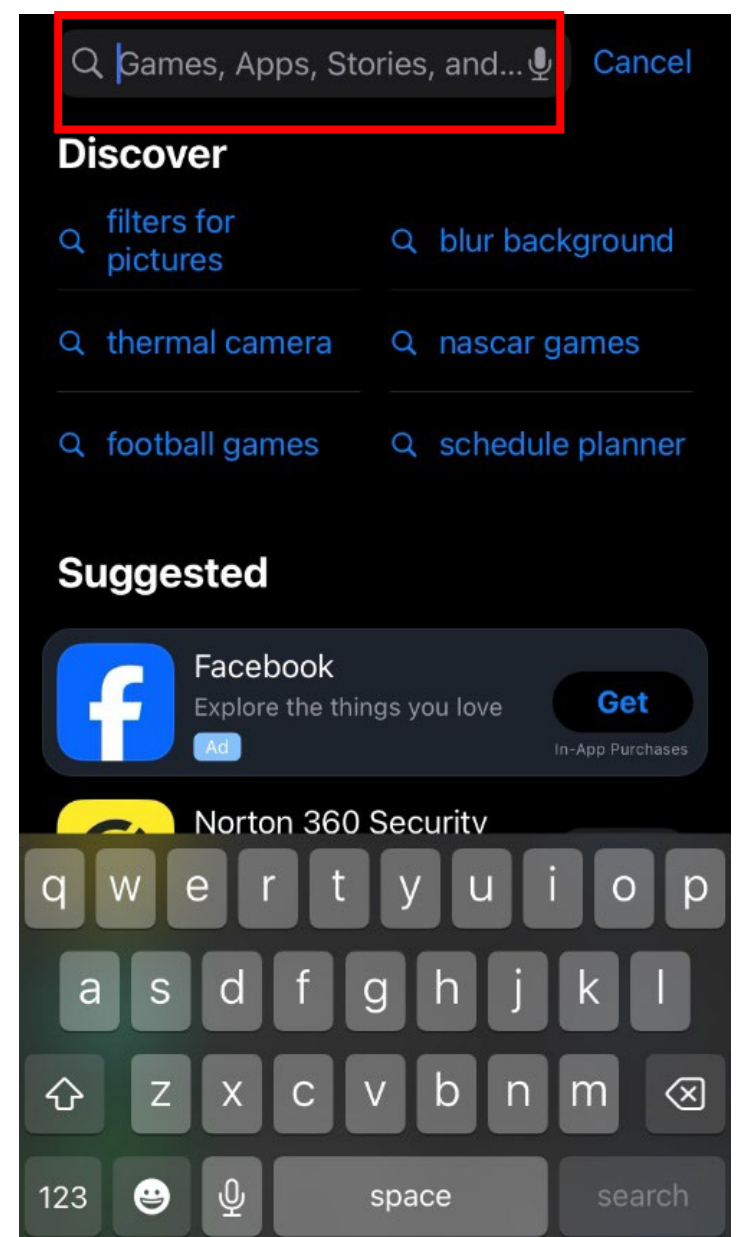 Games, Apps, Stories, and... Cancel
Discover
filters for
pictures
blur background
thermal camera
nascar games
football games
schedule planner
Suggested
Facebook
Explore the things you love
Ad
Get
In-App Purchases
Norton 360 Security
q w e r t y u i o p
a s d f g h j k l
z x c v b n m
123 space search